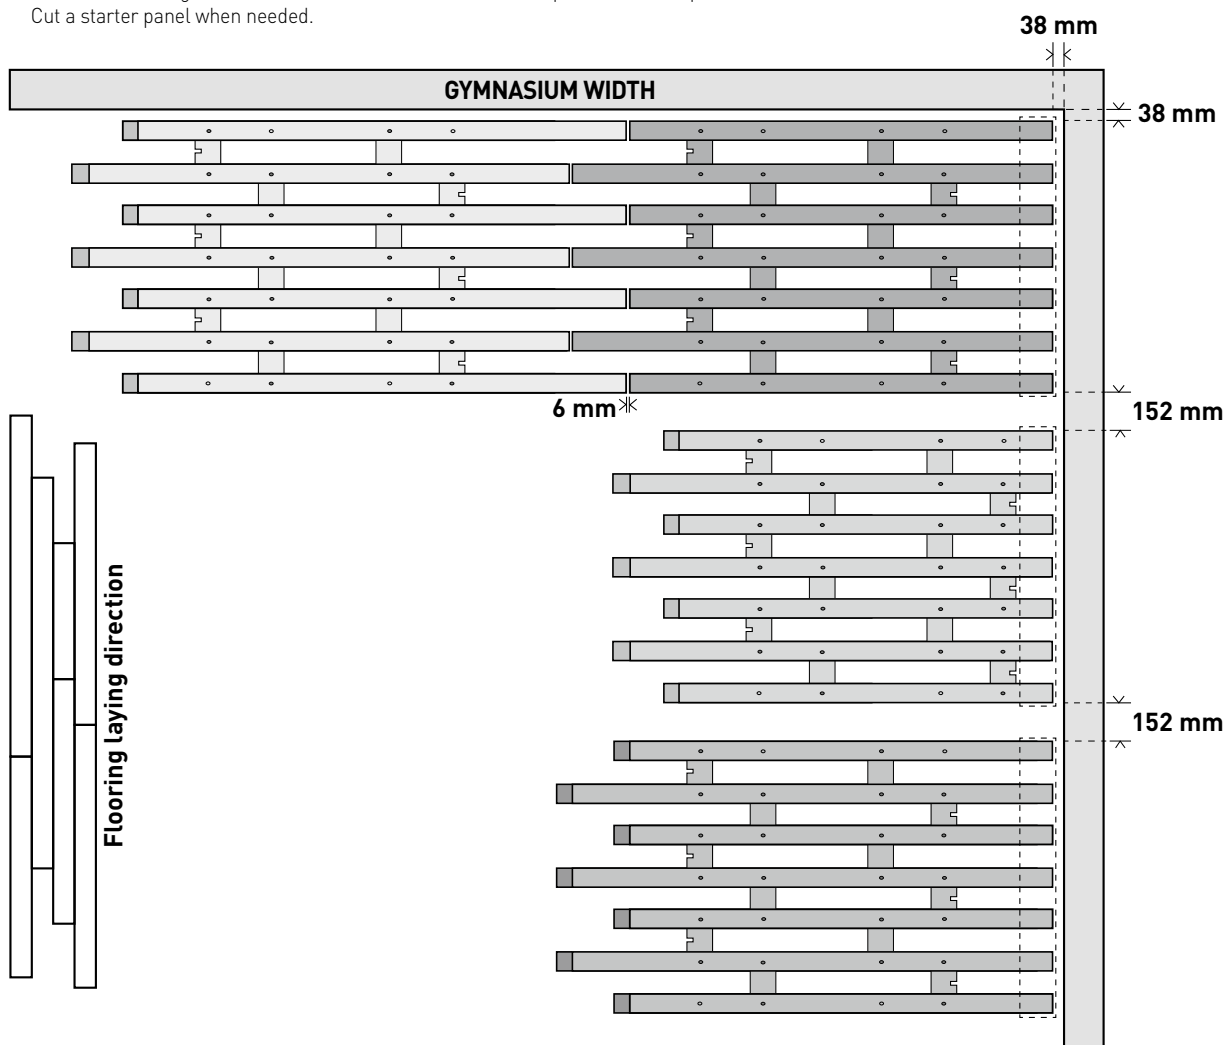 Cut a starter panel when needed.
38 mm
GYMNASIUM WIDTH
38 mm
6 mm
152 mm
Flooring laying direction
152 mm